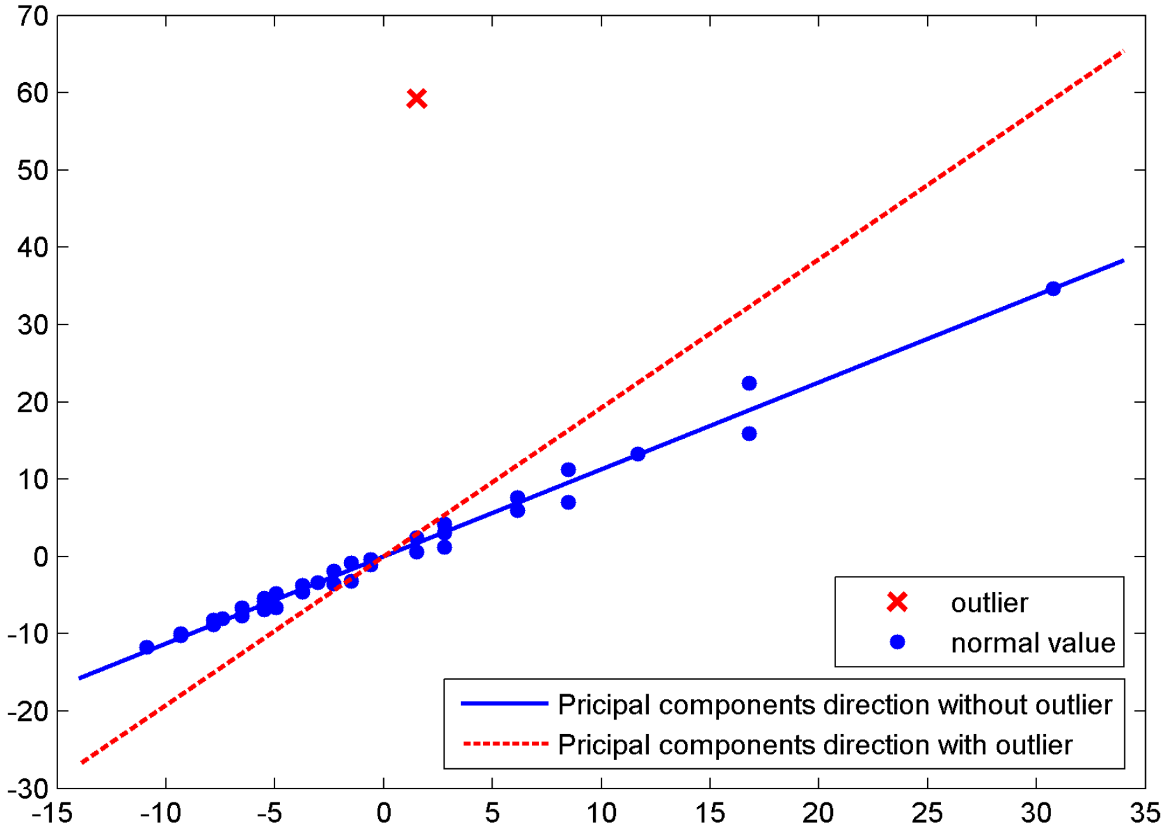 70
60
50
40
30
20
10
0
-10
-20
-30
-15 -10 -5 0 5 10 15 20 25 30 35
outlier
normal value
Pricipal components direction without outlier
Pricipal components direction with outlier